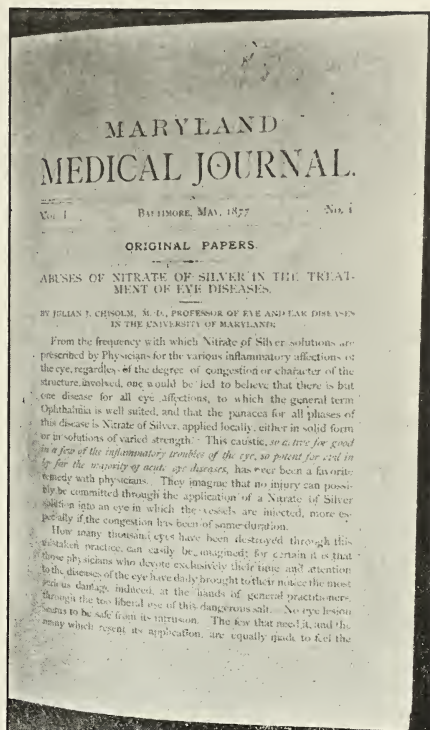 MARYLAND
MEDICAL JOURNAL.
Vol 1 BALTIMORE, MAY, 1877 No. 1
ORIGINAL PAPERS.
ABUSES OF NITRATE OF SILVER IN THE TREAT-
MENT OF EYE DISEASES.
BY JULIAN J. CHISOLM, M. D., PROFESSOR OF EYE AND EAR DISEASES
IN THE UNIVERSITY OF MARYLAND.
From the frequency with which Nitrate of Silver solutions are
prescribed by Physicians for the various inflammatory affections of
the eye, regardless of the degree of congestion or character of the
structure involved, one would be led to believe that there is but
one disease for all eye affections, to which the general term
Ophthalmia is well suited, and that the panacea for all phases of
this disease is Nitrate of Silver, applied locally, either in solid form
or in solutions of varied strength. This caustic, so active for good
in a few of the inflammatory troubles of the eye, so potent for evil in
the majority of acute eye diseases, has ever been a favorite
remedy with physicians. They imagine that no injury can possi-
bly be committed through the application of a Nitrate of Silver
solution into an eye in which the vessels are injected, more es-
pecially if the congestion has been of some duration.
How many thousand eyes have been destroyed through this
mistaken practice, can easily be imagined; for certain it is that
those physicians who devote exclusively their time and attention
to the diseases of the eye have daily brought to their notice the most
serious damage induced, at the hands of general practitioners,
through the too liberal use of this dangerous salt. No eye lesion
seems to be safe from its intrusion. The few that need it, and the
many which resent its application, are equally made to feel the